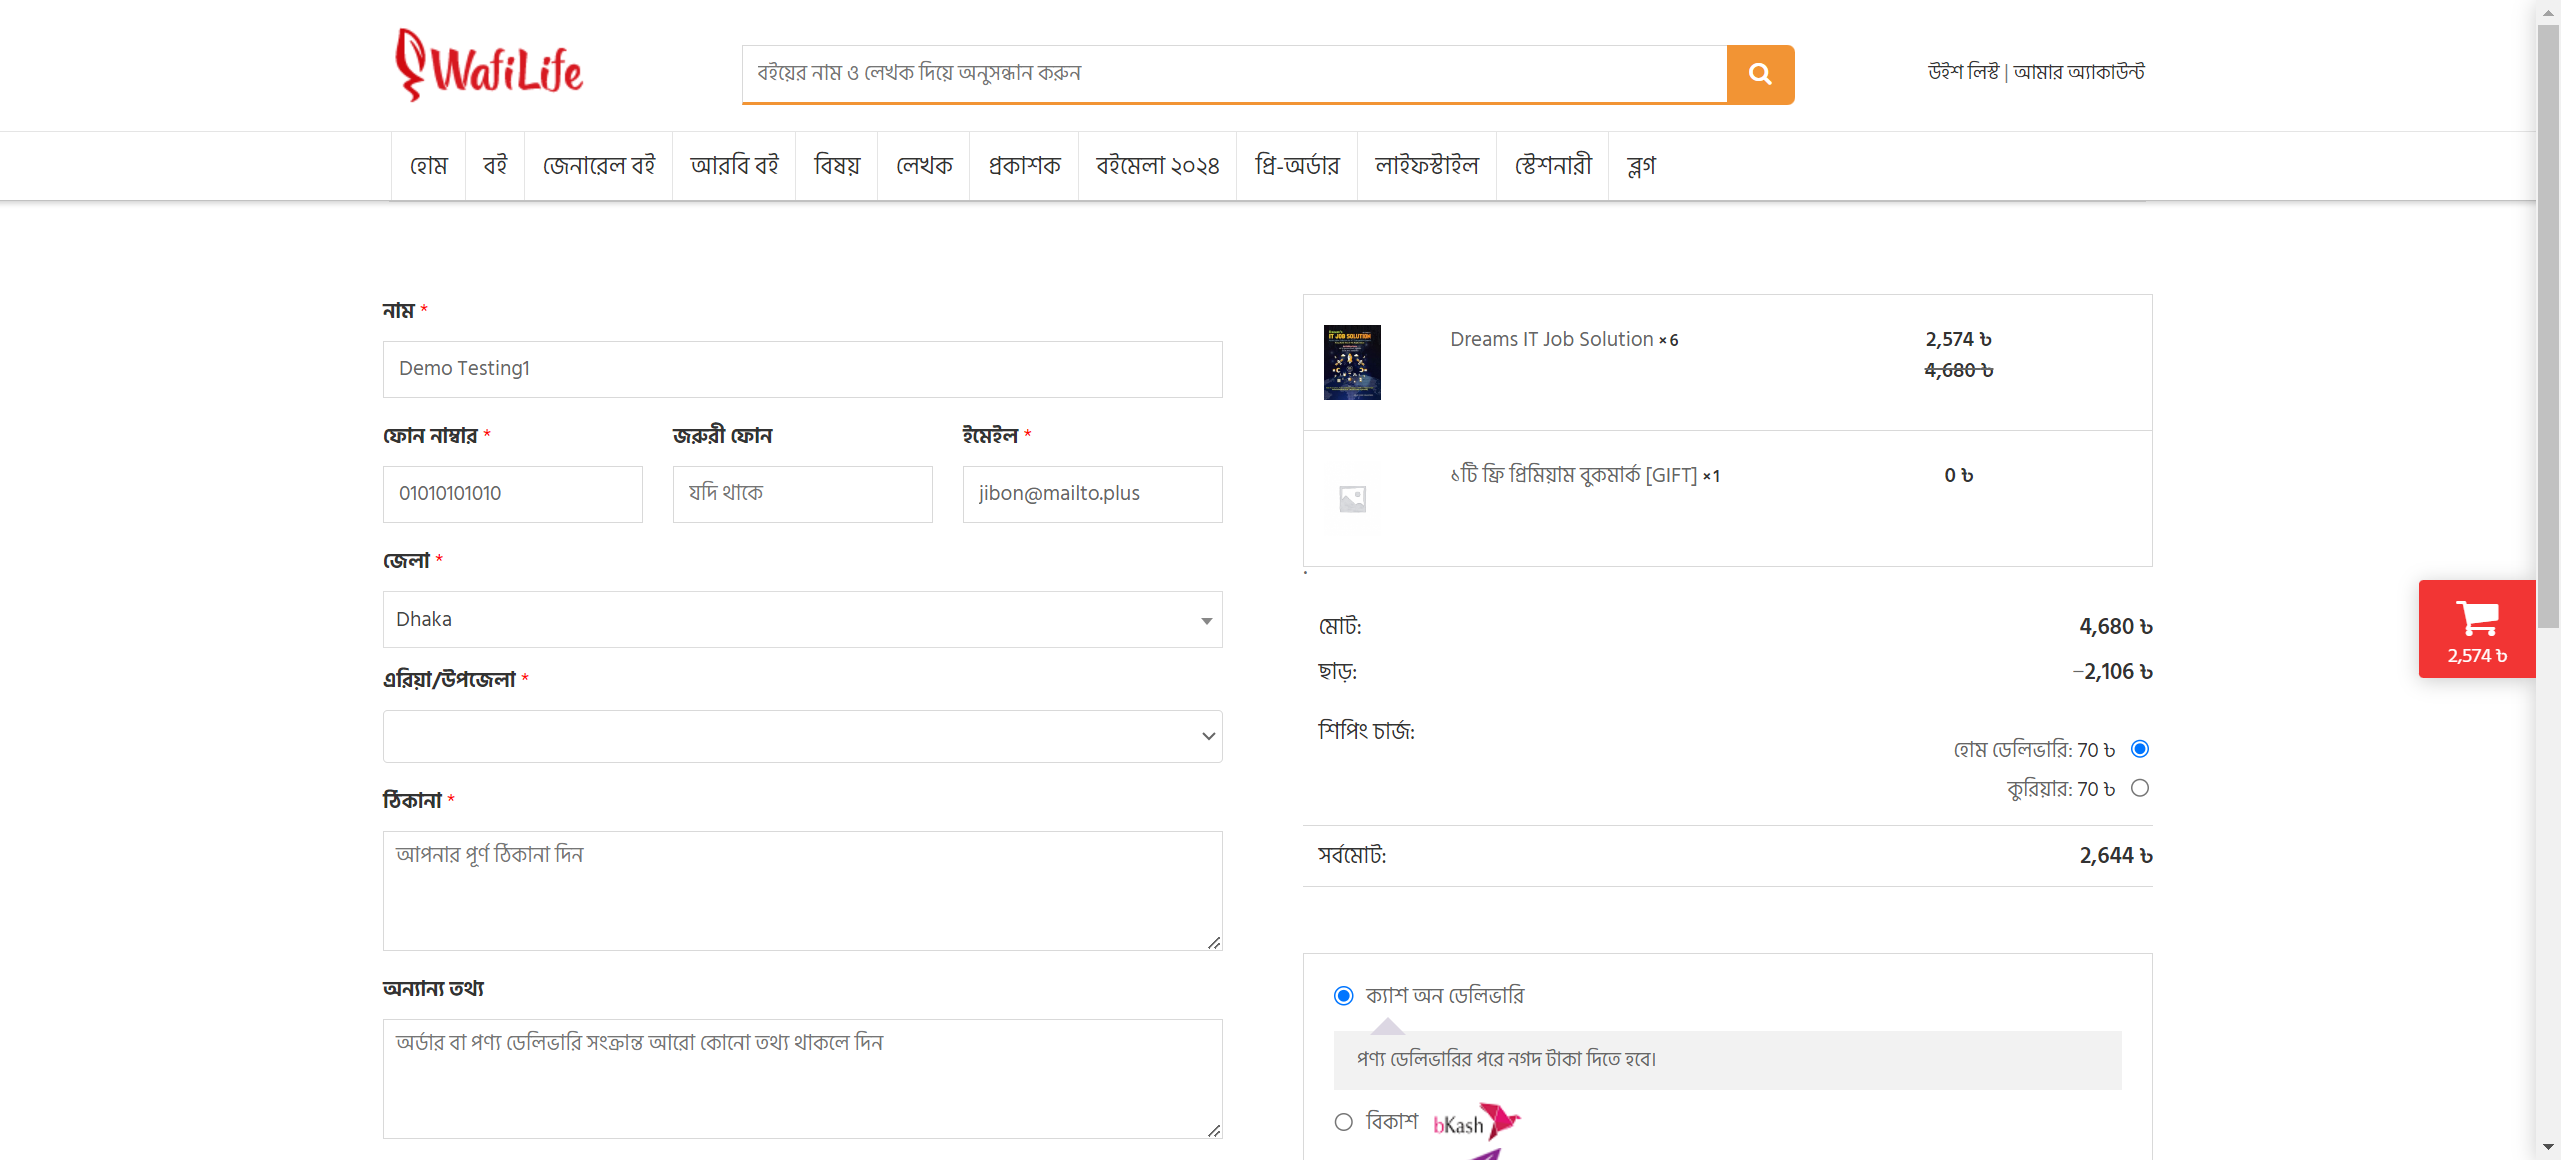 WafiLife
বইয়ের নাম ও লেখক দিয়ে অনুসন্ধান করুন
উইশ লিস্ট | আমার অ্যাকাউন্ট
হোম বই জেনারেল বই আরবি বই বিষয় লেখক প্রকাশক বইমেলা ২০২৪ প্রি-অর্ডার লাইফস্টাইল স্টেশনারী ব্লগ
নাম *
Demo Testing1
ফোন নাম্বার * জরুরী ফোন ইমেইল *
01010101010 যদি থাকে jibon@mailto.plus
জেলা *
Dhaka
এরিয়া/উপজেলা *
ঠিকানা *
আপনার পূর্ণ ঠিকানা দিন
অন্যান্য তথ্য
অর্ডার বা পণ্য ডেলিভারি সংক্রান্ত আরো কোনো তথ্য থাকলে দিন
IT JOB SOLUTION
Dreams IT Job Solution × 6 2,574 ৳
4,680 ৳
১টি ফ্রি প্রিমিয়াম বুকমার্ক [GIFT] × 1 0 ৳
মোট: 4,680 ৳
ছাড়: -2,106 ৳
শিপিং চার্জ:
হোম ডেলিভারি: 70 ৳
কুরিয়ার: 70 ৳
সর্বমোট: 2,644 ৳
ক্যাশ অন ডেলিভারি
পণ্য ডেলিভারির পরে নগদ টাকা দিতে হবে।
বিকাশ bKash
2,574 ৳